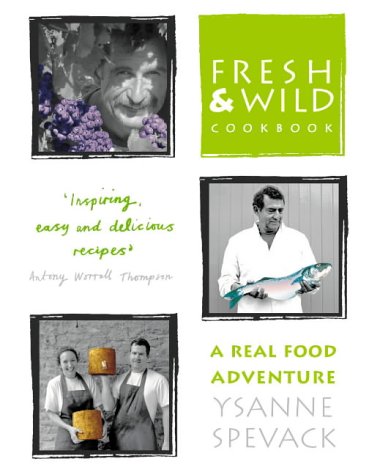 FRESH
& WILD
COOKBOOK
'Inspiring,
easy and delicious
recipes'
Antony Worrall Thompson
A REAL FOOD
ADVENTURE
YSANNE
SPEVACK